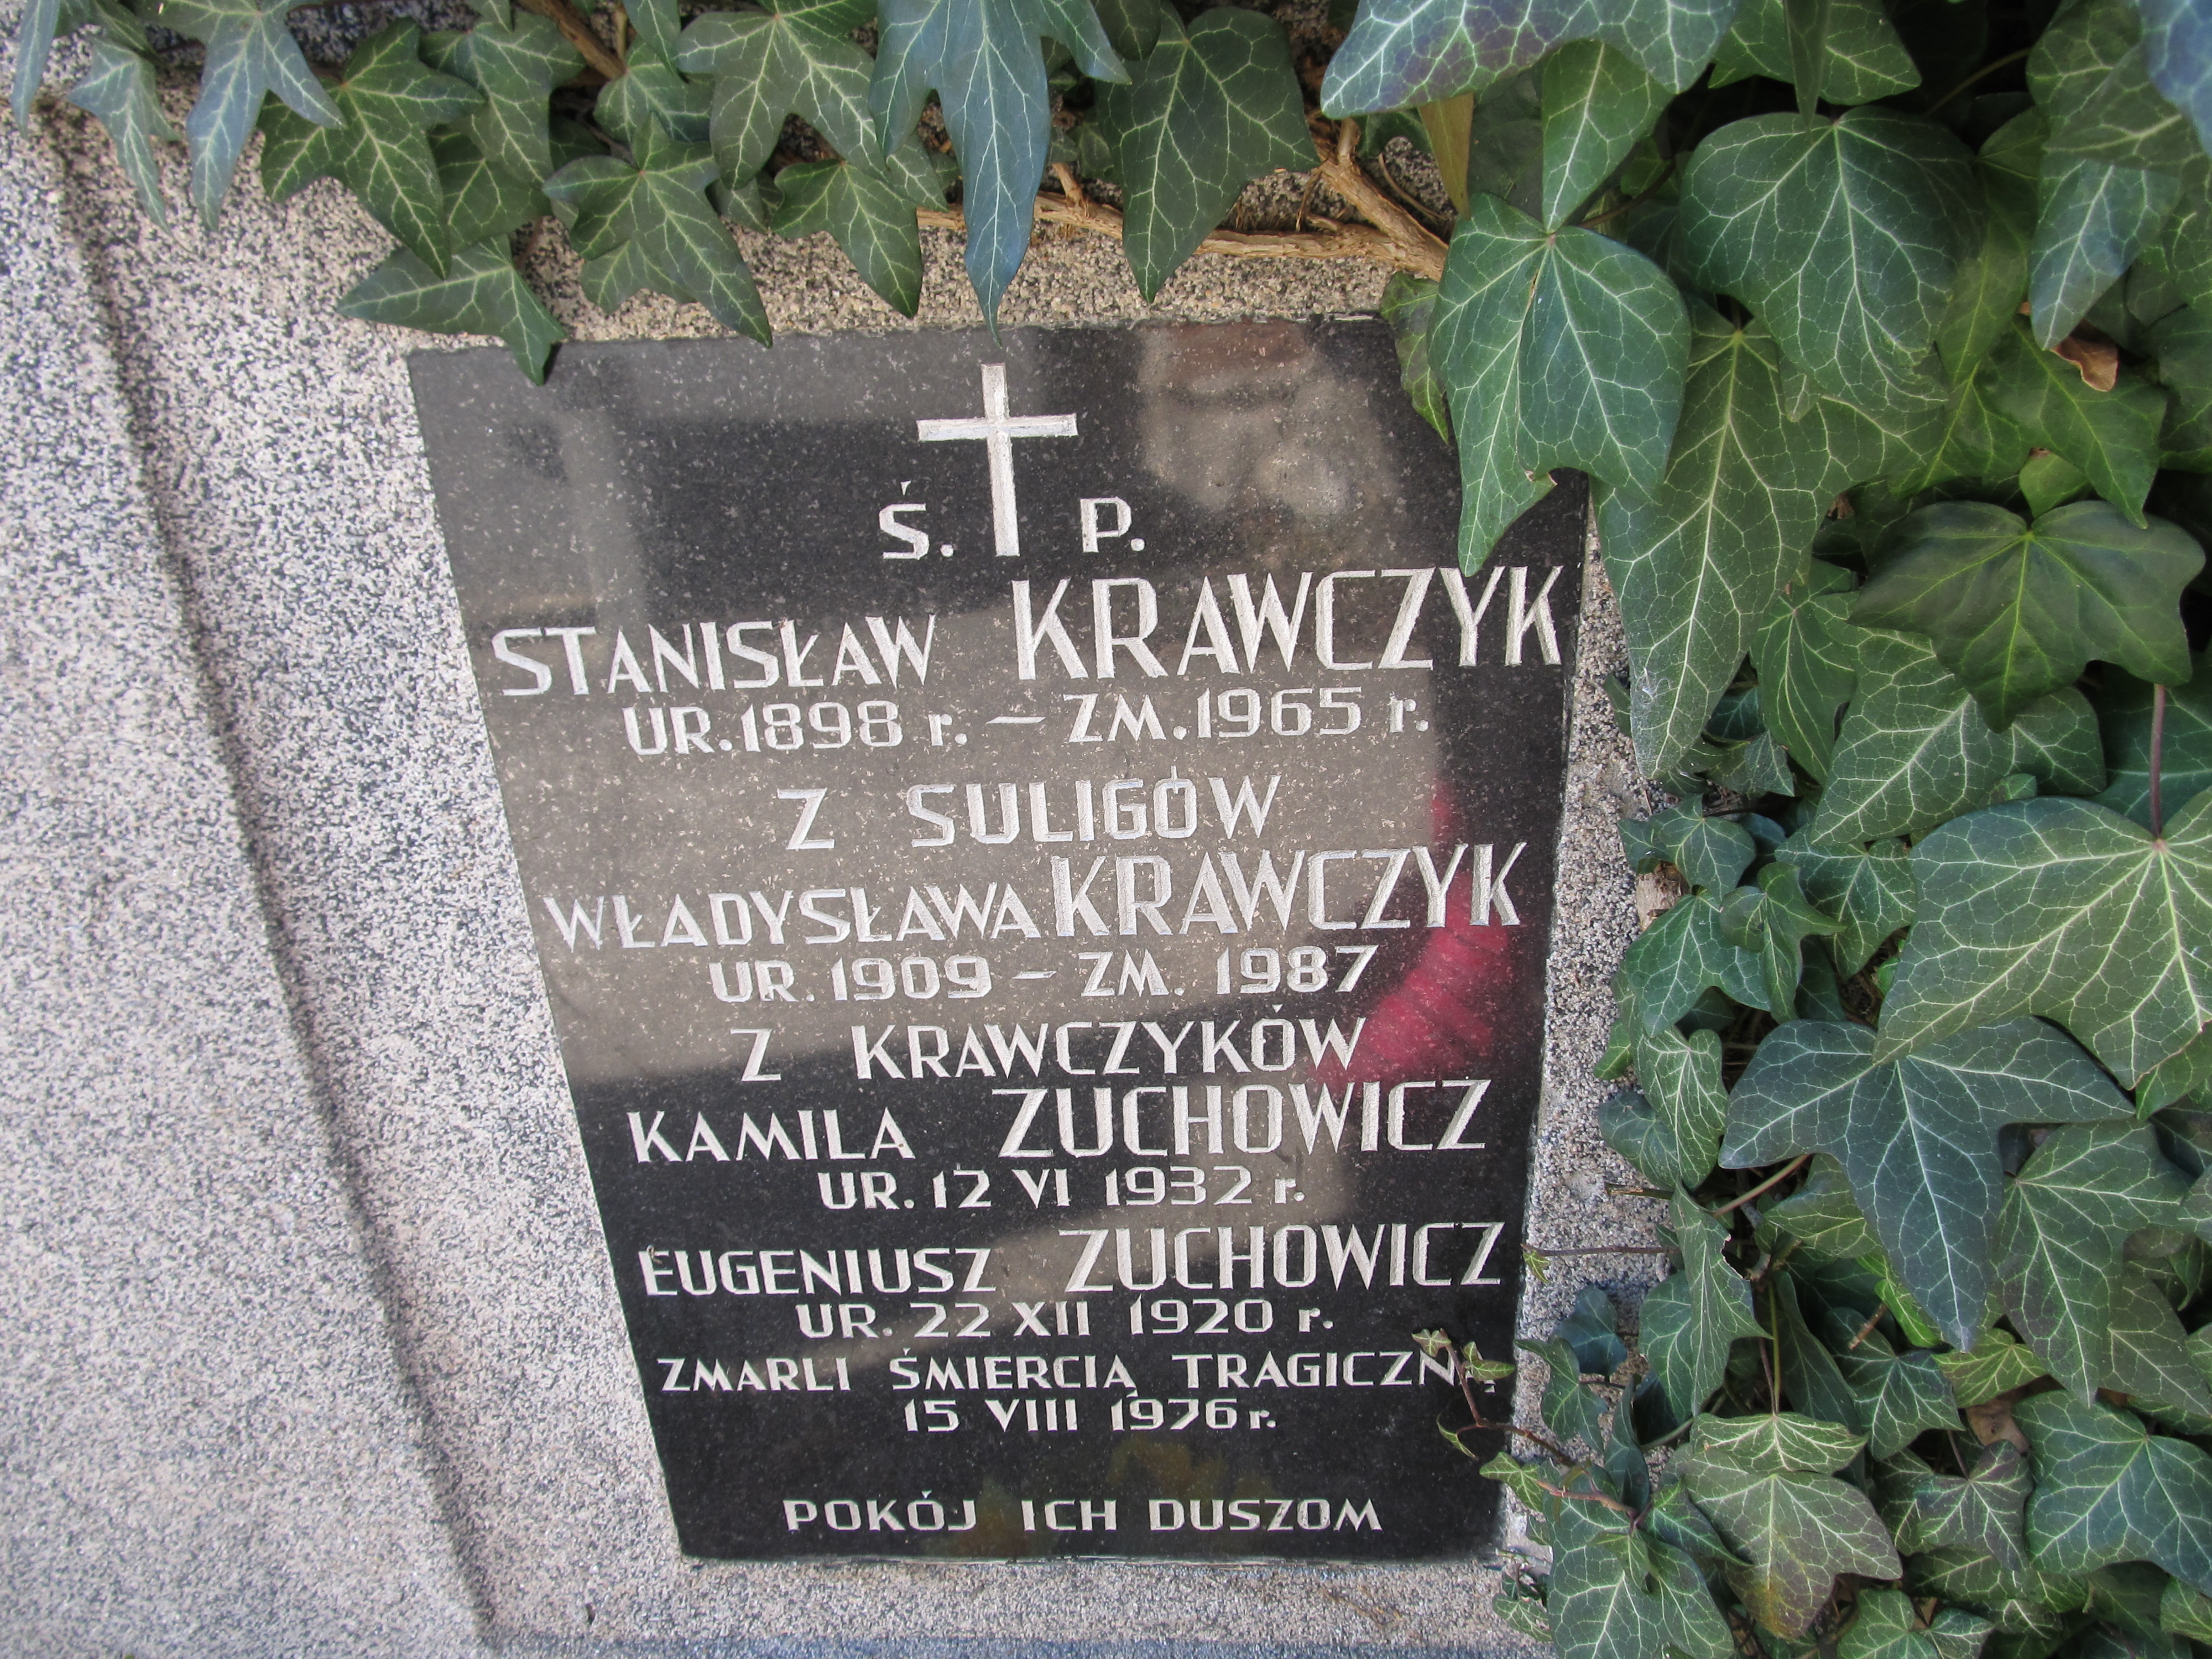 Ś. P.
STANISŁAW KRAWCZYK
UR. 1898 r. – ZM. 1965 r.
Z SULIGÓW
WŁADYSŁAWA KRAWCZYK
UR. 1909 – ZM. 1987
Z KRAWCZYKÓW
KAMILA ZUCHOWICZ
UR. 12 VI 1932 r.
EUGENIUSZ ZUCHOWICZ
UR. 22 XII 1920 r.
ZMARLI ŚMIERCIĄ TRAGICZNĄ
15 VIII 1976 r.
POKÓJ ICH DUSZOM